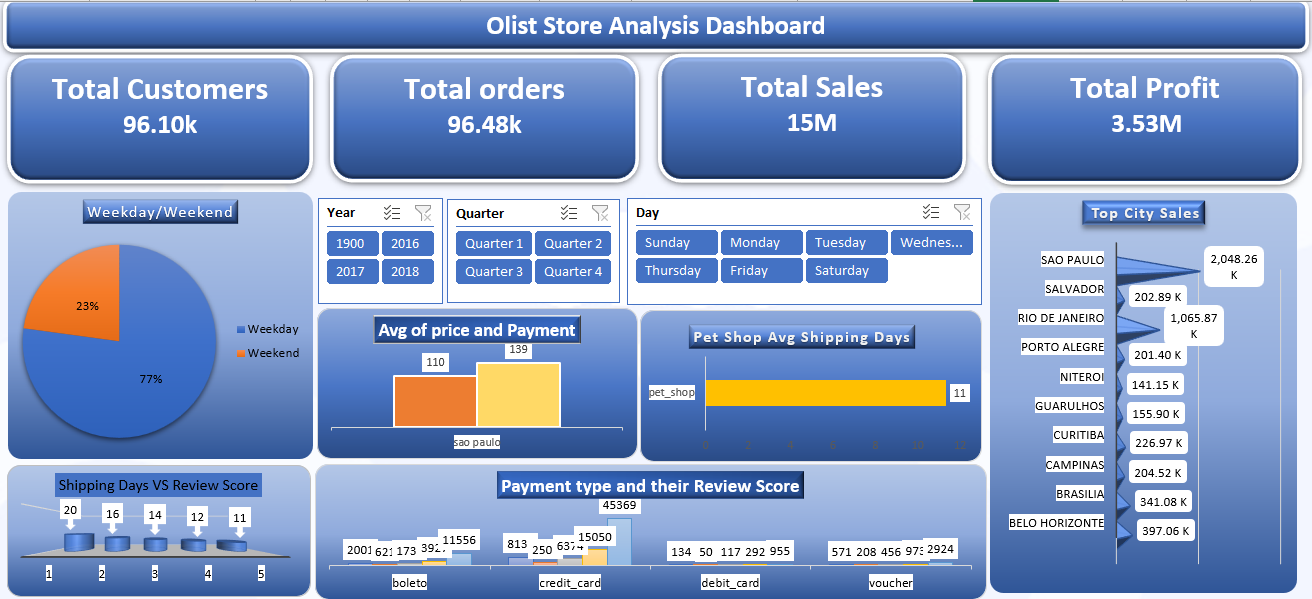 Olist Store Analysis Dashboard
Total Customers
96.10k
Total orders
96.48k
Total Sales
15M
Total Profit
3.53M
Weekday/Weekend
23%
77%
Weekday
Weekend
Year
1900 2016
2017 2018
Quarter
Quarter 1 Quarter 2
Quarter 3 Quarter 4
Day
Sunday Monday Tuesday Wednes...
Thursday Friday Saturday
Avg of price and Payment
110
139
sao paulo
Pet Shop Avg Shipping Days
pet_shop
11
0 2 4 6 8 10 12
Top City Sales
SAO PAULO 2,048.26 K
SALVADOR 202.89 K
RIO DE JANEIRO 1,065.87 K
PORTO ALEGRE 201.40 K
NITEROI 141.15 K
GUARULHOS 155.90 K
CURITIBA 226.97 K
CAMPINAS 204.52 K
BRASILIA 341.08 K
BELO HORIZONTE 397.06 K
Shipping Days VS Review Score
20 16 14 12 11
1 2 3 4 5
Payment type and their Review Score
2001 621 173 11556
813 250 15050 45369
134 50 117 292 955
571 208 456 973 2924
boleto credit_card debit_card voucher